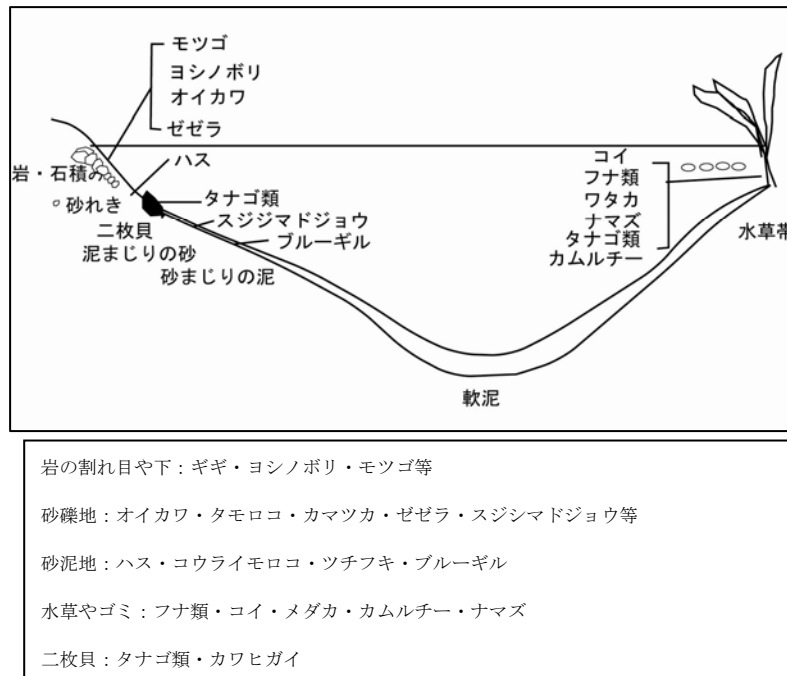 モツゴ
ヨシノボリ
オイカワ
ゼゼラ
ハス
岩・石積み
砂れき
タナゴ類
スジジマドジョウ
ブルーギル
二枚貝
泥まじりの砂
砂まじりの泥
コイ
フナ類
ワタカ
ナマズ
タナゴ類
カムルチー
水草帯
軟泥
岩の割れ目や下：ギギ・ヨシノボリ・モツゴ等
砂礫地：オイカワ・タモロコ・カマツカ・ゼゼラ・スジシマドジョウ等
砂泥地：ハス・コウライモロコ・ツチフキ・ブルーギル
水草やゴミ：フナ類・コイ・メダカ・カムルチー・ナマズ
二枚貝：タナゴ類・カワヒガイ